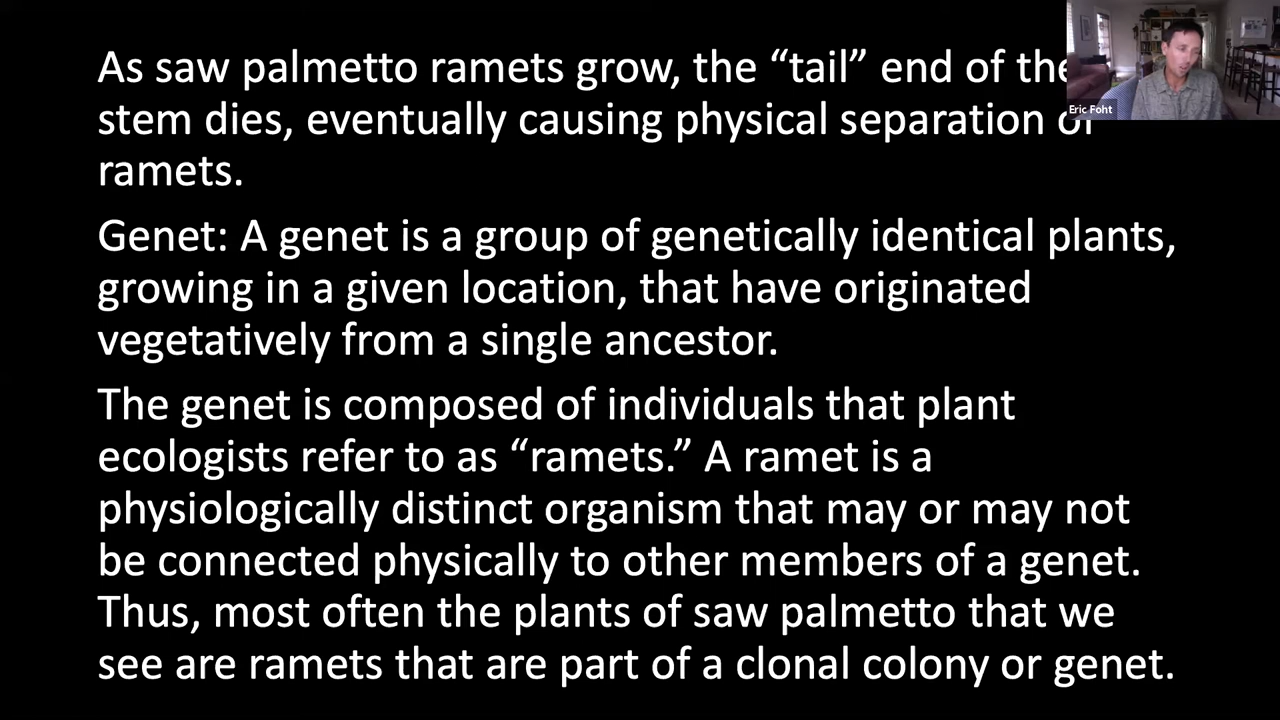 As saw palmetto ramets grow, the “tail” end of the
stem dies, eventually causing physical separation of
ramets.
Eric Foht
Genet: A genet is a group of genetically identical plants,
growing in a given location, that have originated
vegetatively from a single ancestor.
The genet is composed of individuals that plant
ecologists refer to as “ramets.” A ramet is a
physiologically distinct organism that may or may not
be connected physically to other members of a genet.
Thus, most often the plants of saw palmetto that we
see are ramets that are part of a clonal colony or genet.